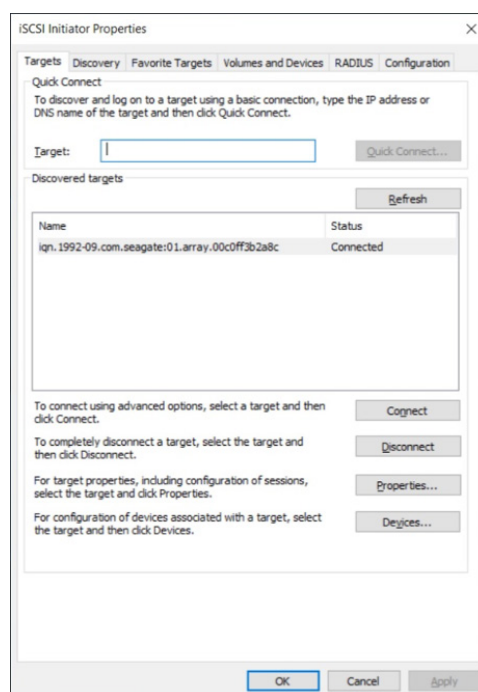 iSCSI Initiator Properties
Targets Discovery Favorite Targets Volumes and Devices RADIUS Configuration
Quick Connect
To discover and log on to a target using a basic connection, type the IP address or
DNS name of the target and then click Quick Connect.
Target:
Quick Connect...
Discovered targets
Refresh
Name Status
iqn.1992-09.com.seagate:01.array.00c0ff3b2a8c Connected
To connect using advanced options, select a target and then
click Connect.
Connect
To completely disconnect a target, select the target and
then click Disconnect.
Disconnect
For target properties, including configuration of sessions,
select the target and click Properties.
Properties...
For configuration of devices associated with a target, select
the target and then click Devices.
Devices...
OK Cancel Apply